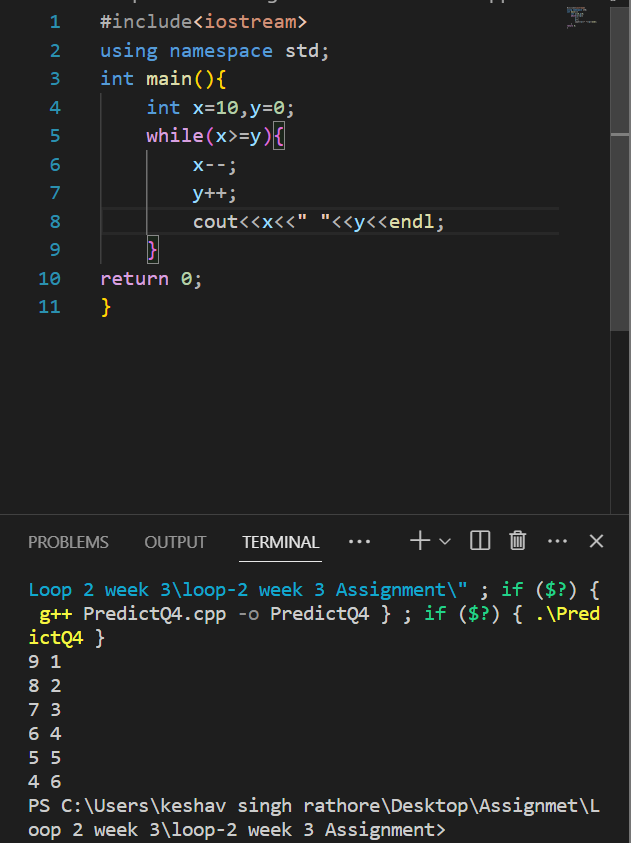 1 #include<iostream>
2 using namespace std;
3 int main(){
4     int x=10,y=0;
5     while(x>=y){
6         x--;
7         y++;
8         cout<<x<<" "<<y<<endl;
9     }
10 return 0;
11 }
PROBLEMS OUTPUT TERMINAL
Loop 2 week 3\loop-2 week 3 Assignment\" ; if ($?) {
 g++ PredictQ4.cpp -o PredictQ4 } ; if ($?) { .\Pred
ictQ4 }
9 1
8 2
7 3
6 4
5 5
4 6
PS C:\Users\keshav singh rathore\Desktop\Assignmet\L
oop 2 week 3\loop-2 week 3 Assignment>